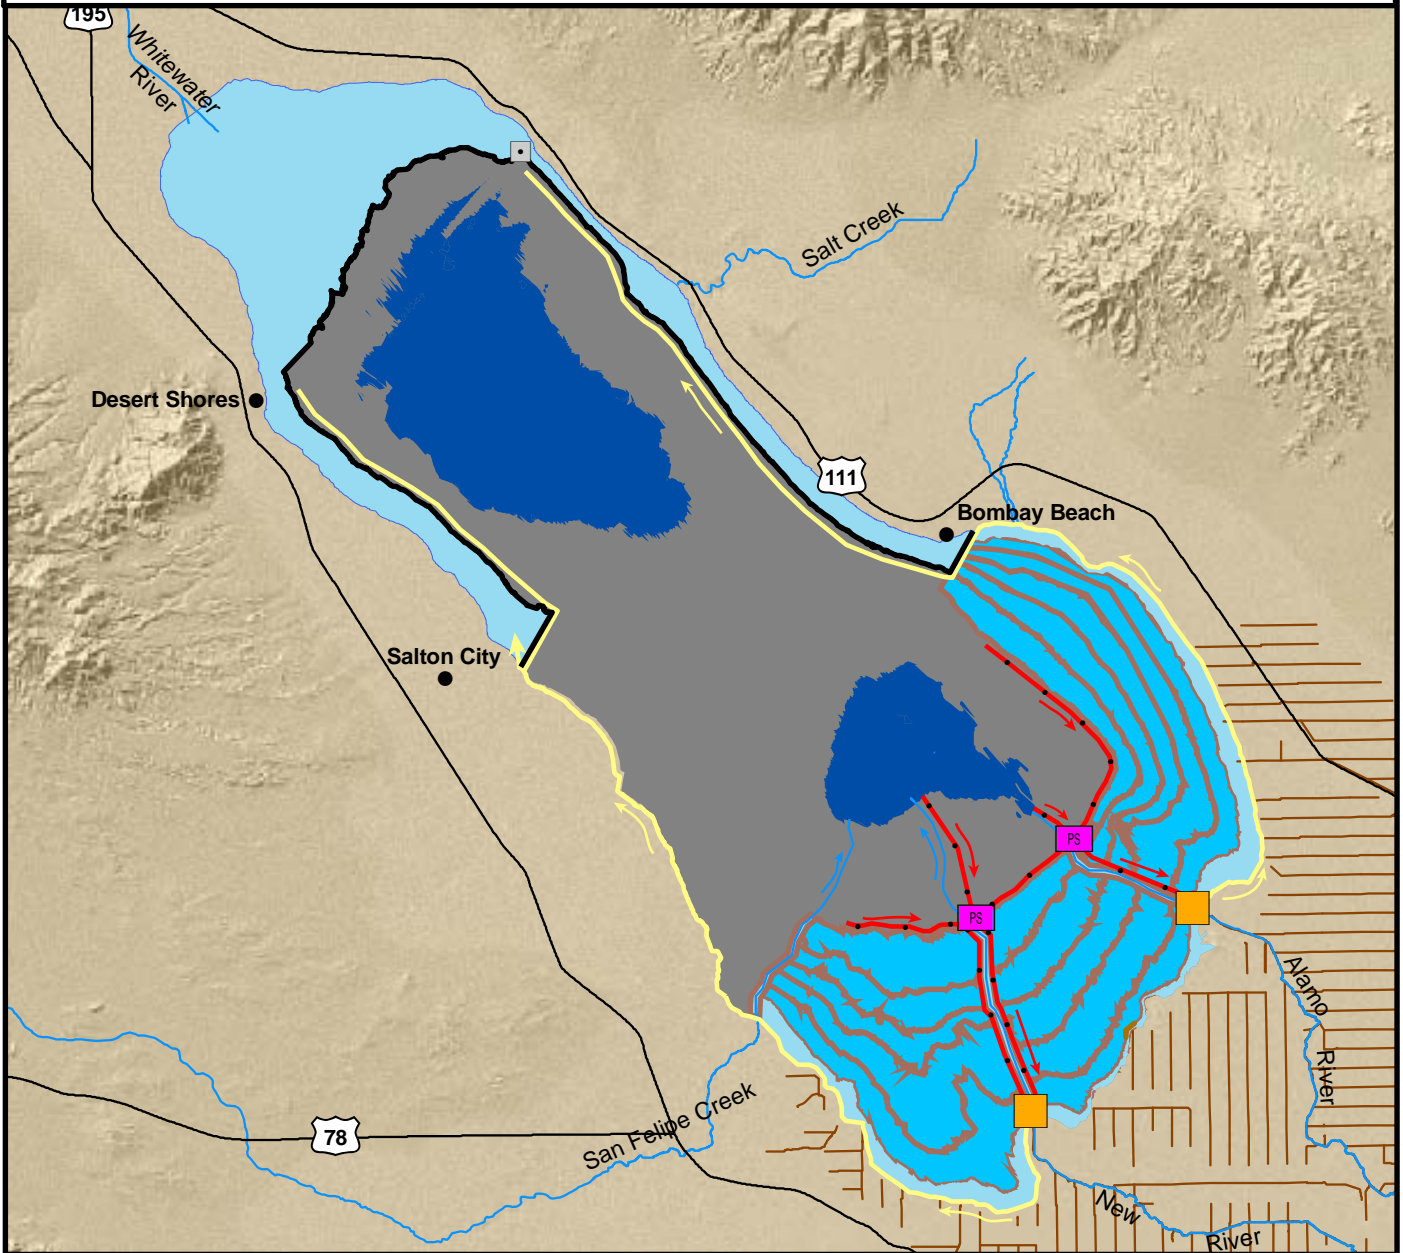 195
Whitewater
River
Salt Creek
Desert Shores
111
Bombay Beach
Salton City
PS
PS
Alamo
River
San Felipe Creek
78
New
River